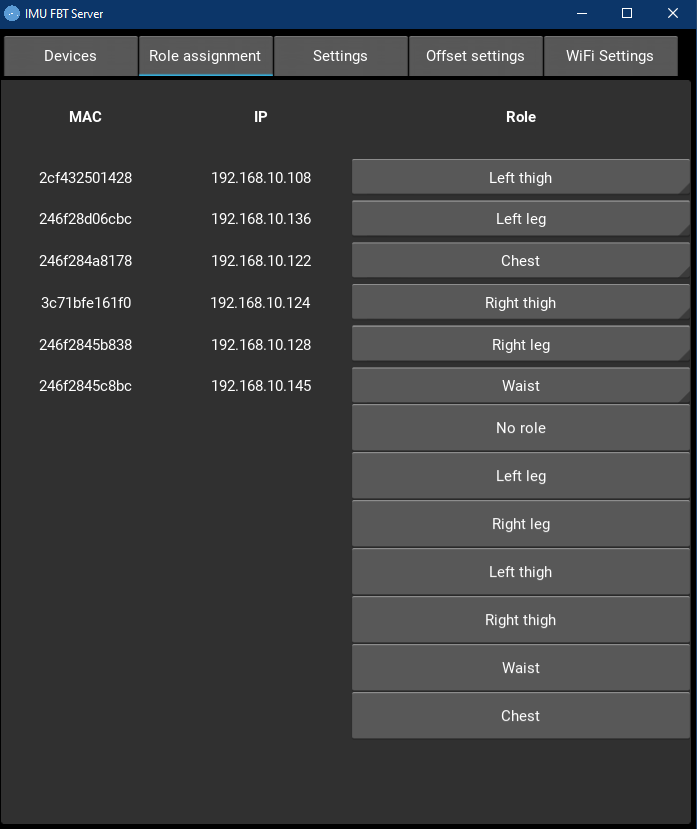 IMU FBT Server
Devices Role assignment Settings Offset settings WiFi Settings
MAC IP Role
2cf432501428 192.168.10.108 Left thigh
246f28d06cbc 192.168.10.136 Left leg
246f284a8178 192.168.10.122 Chest
3c71bfe161f0 192.168.10.124 Right thigh
246f2845b838 192.168.10.128 Right leg
246f2845c8bc 192.168.10.145 Waist
No role
Left leg
Right leg
Left thigh
Right thigh
Waist
Chest